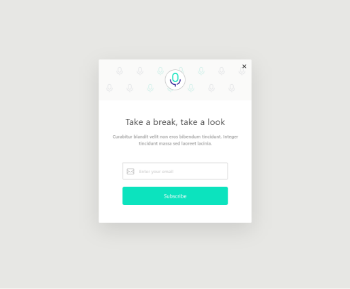 Take a break, take a look
Curabitur blandit velit non mon bibendum tincidunt. Integer
tincidunt massa sed laoreet lacinia.
Enter your email
Subscribe